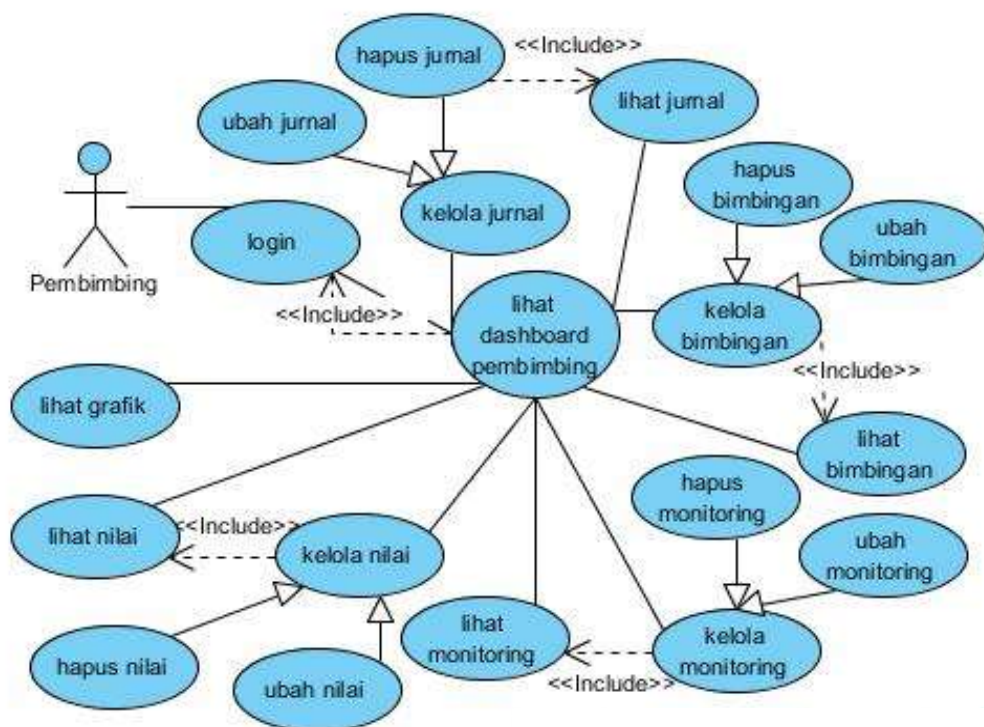 hapus jurnal
<<Include>>
lihat jurnal
ubah jurnal
hapus
bimbingan
kelola jurnal
ubah
bimbingan
login
Pembimbing
<<Include>>
lihat
dashboard
pembimbing
kelola
bimbingan
<<Include>>
lihat grafik
lihat
bimbingan
hapus
monitoring
lihat nilai
<<Include>>
kelola nilai
ubah
monitoring
lihat
monitoring
kelola
monitoring
hapus nilai
ubah nilai
<<Include>>